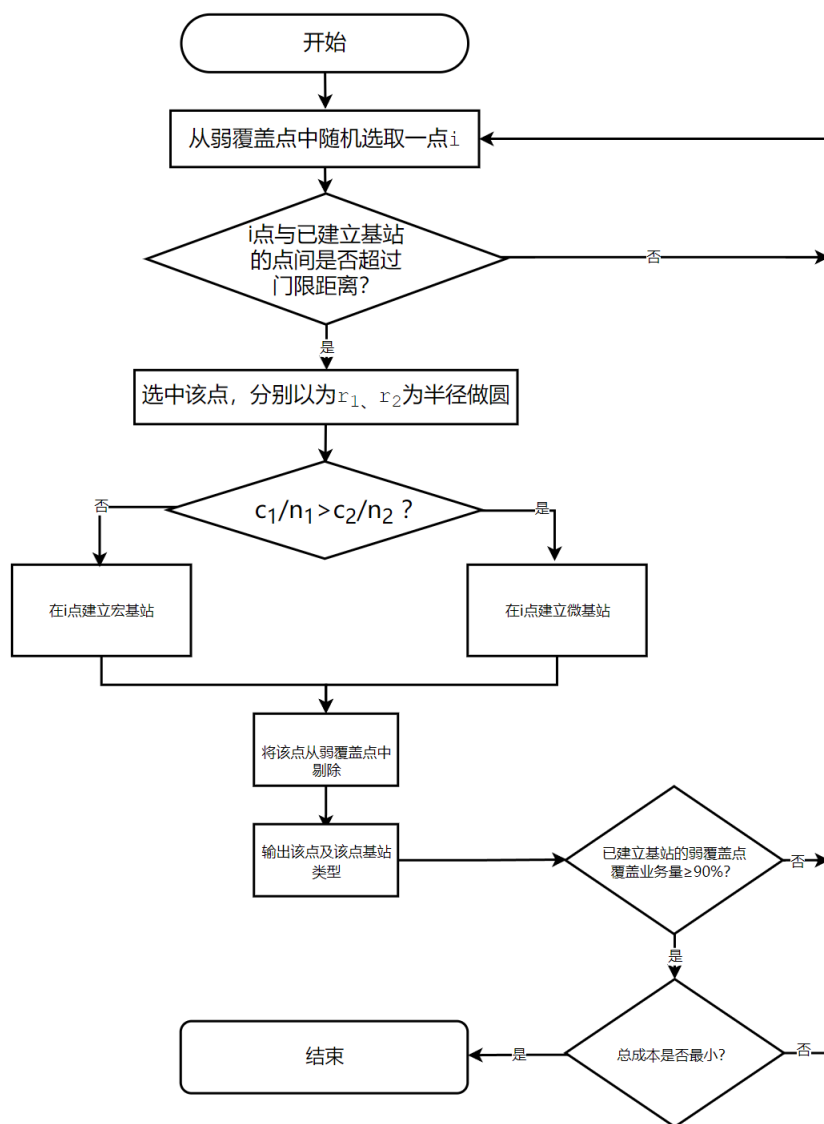 开始
从弱覆盖点中随机选取一点i
i点与已建立基站
的点间是否超过
门限距离?
否
是
选中该点，分别以为r₁、r₂为半径做圆
c₁/n₁>c₂/n₂ ?
否
是
在i点建立宏基站
在i点建立微基站
将该点从弱覆盖点中
剔除
输出该点及该点基站
类型
已建立基站的弱覆盖点
覆盖业务量≥90%?
否
是
总成本是否最小?
否
是
结束